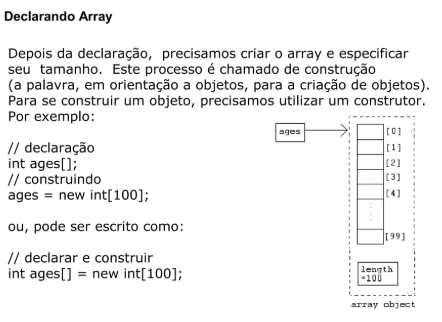 Declarando Array
Depois da declaração, precisamos criar o array e especificar
seu tamanho. Este processo é chamado de construção
(a palavra, em orientação a objetos, para a criação de objetos).
Para se construir um objeto, precisamos utilizar um construtor.
Por exemplo:
// declaração
int ages[];
// construindo
ages = new int[100];
ou, pode ser escrito como:
// declarar e construir
int ages[] = new int[100];
ages
[0]
[1]
[2]
[3]
[4]
[99]
length
=100
array object